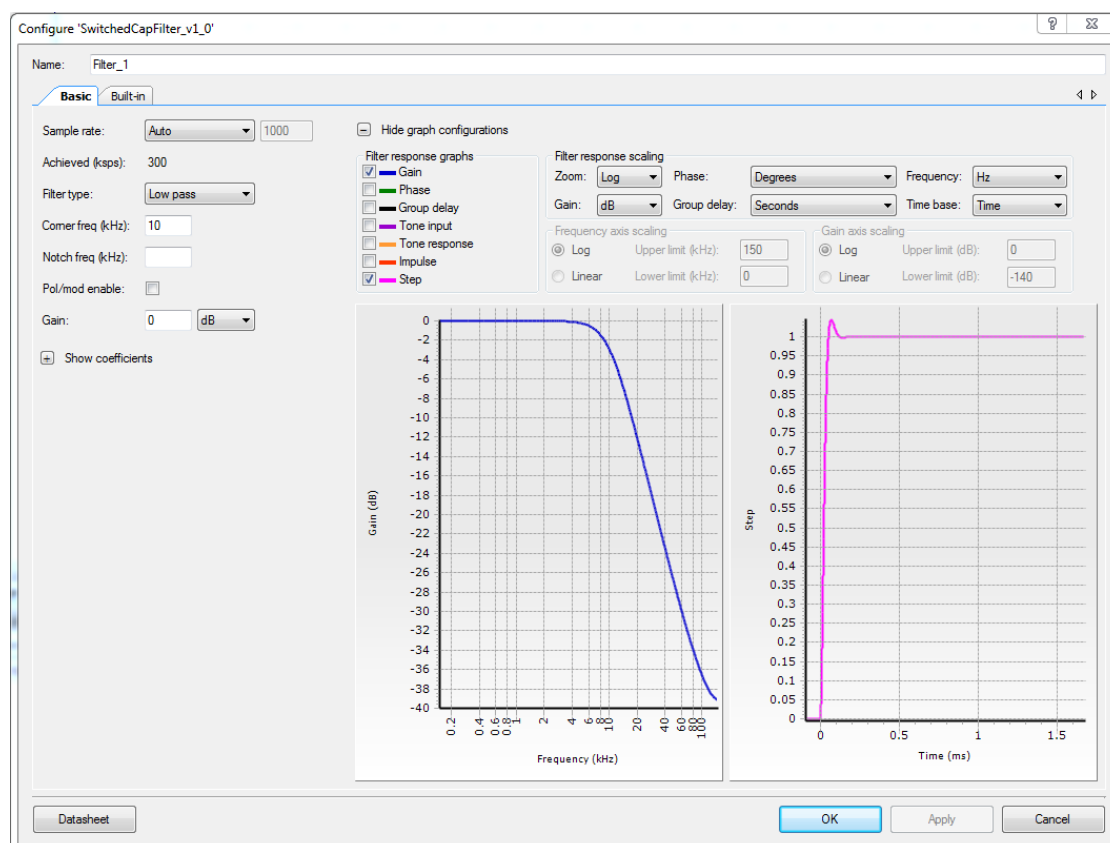 Configure 'SwitchedCapFilter_v1_0'
Name: Filter_1
Basic Built-in
Sample rate: Auto 1000
Achieved (ksps): 300
Filter type: Low pass
Corner freq (kHz): 10
Notch freq (kHz):
Pol/mod enable:
Gain: 0 dB
Show coefficients
Hide graph configurations
Filter response graphs
Gain
Phase
Group delay
Tone input
Tone response
Impulse
Step
Filter response scaling
Zoom: Log Phase: Degrees Frequency: Hz
Gain: dB Group delay: Seconds Time base: Time
Frequency axis scaling
Log Upper limit (kHz): 150
Linear Lower limit (kHz): 0
Gain axis scaling
Log Upper limit (dB): 0
Linear Lower limit (dB): -140
Gain (dB)
0
-2
-4
-6
-8
-10
-12
-14
-16
-18
-20
-22
-24
-26
-28
-30
-32
-34
-36
-38
-40
0.2 0.4 0.6 0.8 1 2 4 6 8 10 20 40 60 80 100
Frequency (kHz)
Step
1
0.95
0.9
0.85
0.8
0.75
0.7
0.65
0.6
0.55
0.5
0.45
0.4
0.35
0.3
0.25
0.2
0.15
0.1
0.05
0
0 0.5 1 1.5
Time (ms)
Datasheet OK Apply Cancel